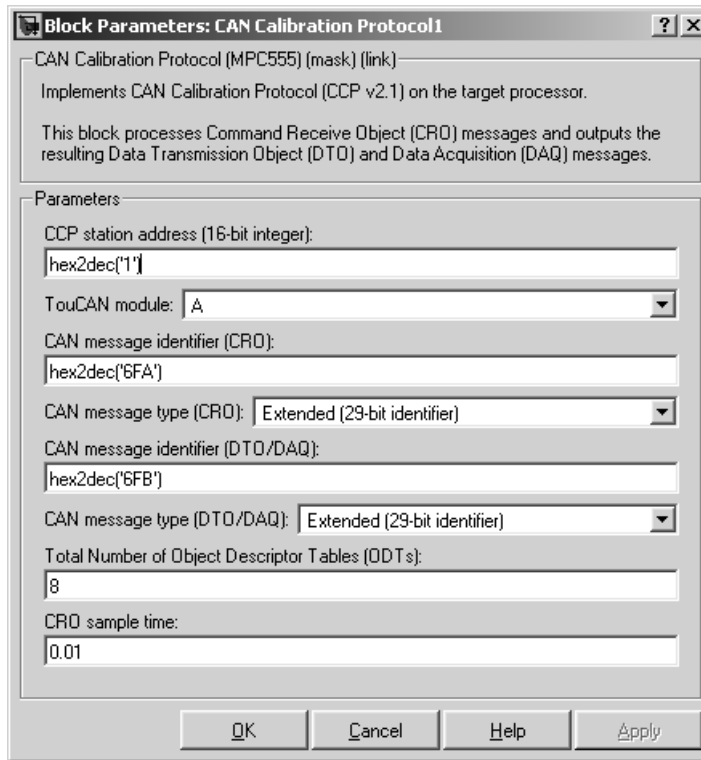 Block Parameters: CAN Calibration Protocol1
CAN Calibration Protocol (MPC555) (mask) (link)
Implements CAN Calibration Protocol (CCP v2.1) on the target processor.
This block processes Command Receive Object (CRO) messages and outputs the
resulting Data Transmission Object (DTO) and Data Acquisition (DAQ) messages.
Parameters
CCP station address (16-bit integer):
hex2dec('1')
TouCAN module: A
CAN message identifier (CRO):
hex2dec('6FA')
CAN message type (CRO): Extended (29-bit identifier)
CAN message identifier (DTO/DAQ):
hex2dec('6FB')
CAN message type (DTO/DAQ): Extended (29-bit identifier)
Total Number of Object Descriptor Tables (ODTs):
8
CRO sample time:
0.01
OK Cancel Help Apply